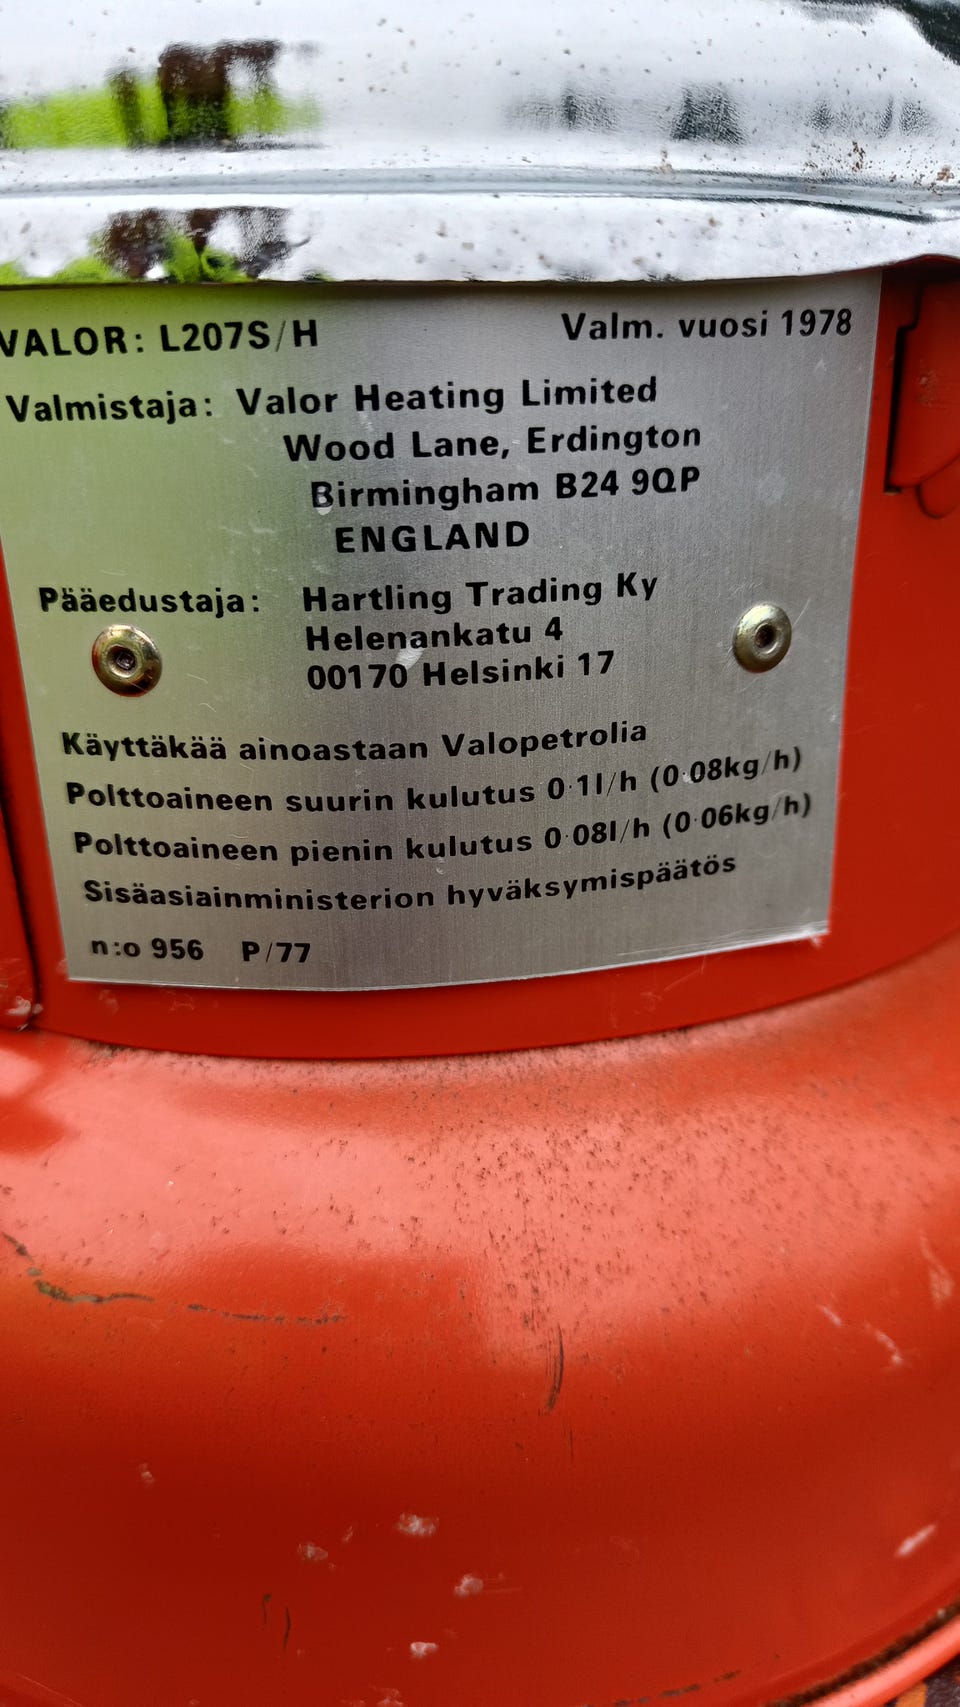 VALOR: L207S/H Valm. vuosi 1978
Valmistaja: Valor Heating Limited
Wood Lane, Erdington
Birmingham B24 9QP
ENGLAND
Pääedustaja: Hartling Trading Ky
Helenankatu 4
00170 Helsinki 17
Käyttäkää ainoastaan Valopetrolia
Polttoaineen suurin kulutus 0·1l/h (0·08kg/h)
Polttoaineen pienin kulutus 0·08l/h (0·06kg/h)
Sisäasiainministerion hyväksymispäätös
n:o 956 P/77